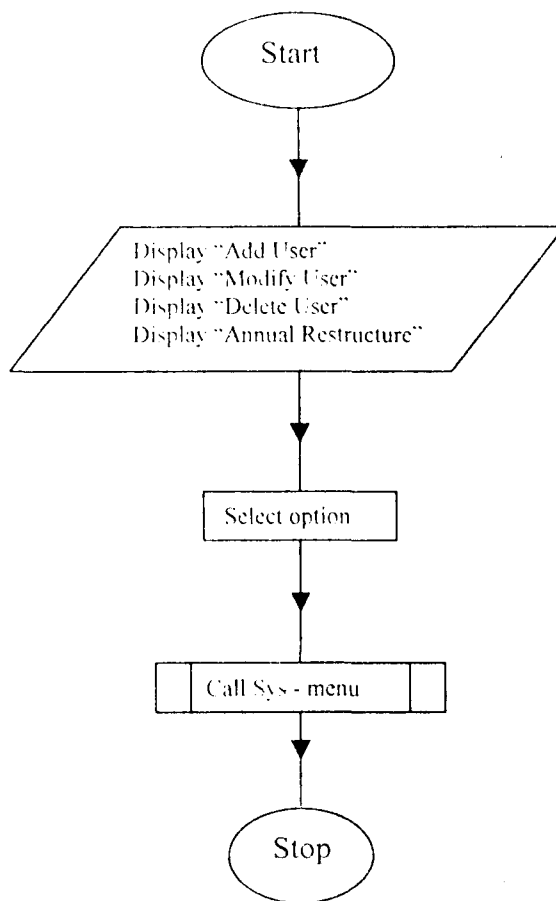 Start
Display “Add User”
Display “Modify User”
Display “Delete User”
Display “Annual Restructure”
Select option
Call Sys - menu
Stop